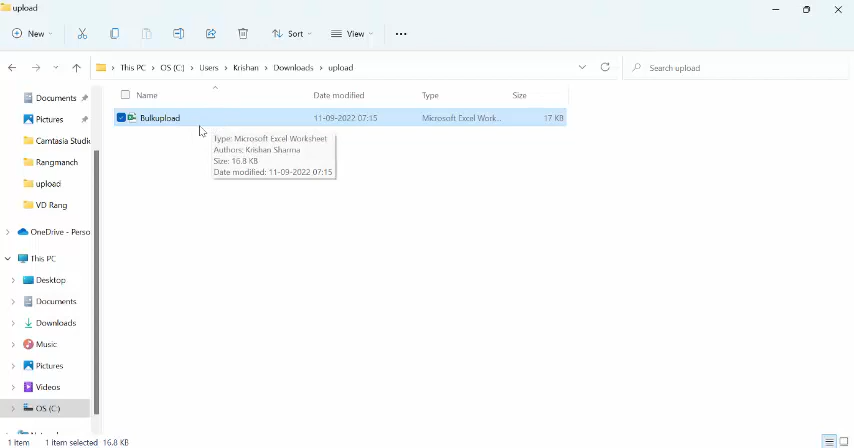 upload
New
Sort
View
This PC > OS (C:) > Users > Krishan > Downloads > upload
Search upload
Name Date modified Type Size
Bulkupload 11-09-2022 07:15 Microsoft Excel Work... 17 KB
Type: Microsoft Excel Worksheet
Authors: Krishan Sharma
Size: 16.8 KB
Date modified: 11-09-2022 07:15
Documents
Pictures
Camtasia Studi
Rangmanch
upload
VD Rang
OneDrive - Perso
This PC
Desktop
Documents
Downloads
Music
Pictures
Videos
OS (C:)
1 item 1 item selected 16.8 KB